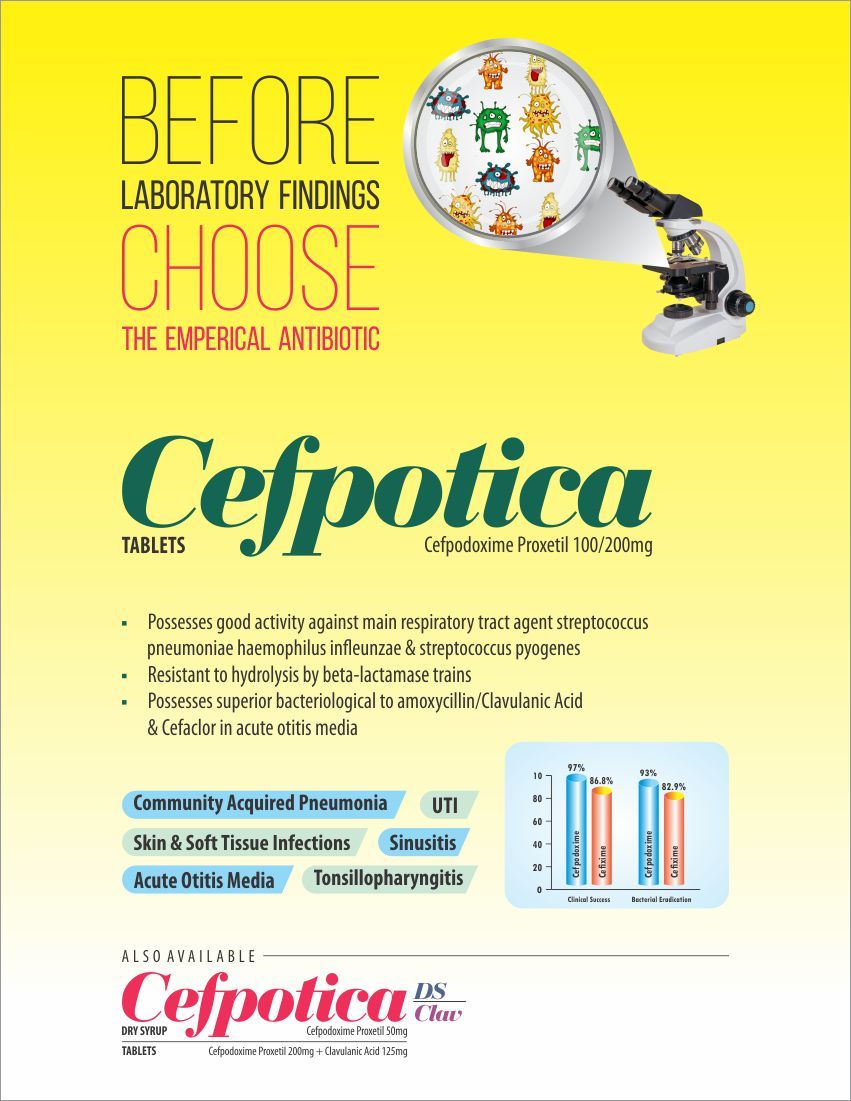 BEFORE
LABORATORY FINDINGS
CHOOSE
THE EMPERICAL ANTIBIOTIC
Cefpotica
TABLETS
Cefpodoxime Proxetil 100/200mg
▪ Possesses good activity against main respiratory tract agent streptococcus
pneumoniae haemophilus infleunzae & streptococcus pyogenes
▪ Resistant to hydrolysis by beta-lactamase trains
▪ Possesses superior bacteriological to amoxycillin/Clavulanic Acid
& Cefaclor in acute otitis media
Community Acquired Pneumonia
UTI
Skin & Soft Tissue Infections
Sinusitis
Acute Otitis Media
Tonsillopharyngitis
10
80
60
40
20
0
97%
86.8%
93%
82.9%
Cefpodoxime
Cefixime
Cefpodoxime
Cefixime
Clinical Success
Bacterial Eradication
ALSO AVAILABLE
Cefpotica
DS
Clav
DRY SYRUP
Cefpodoxime Proxetil 50mg
TABLETS
Cefpodoxime Proxetil 200mg + Clavulanic Acid 125mg